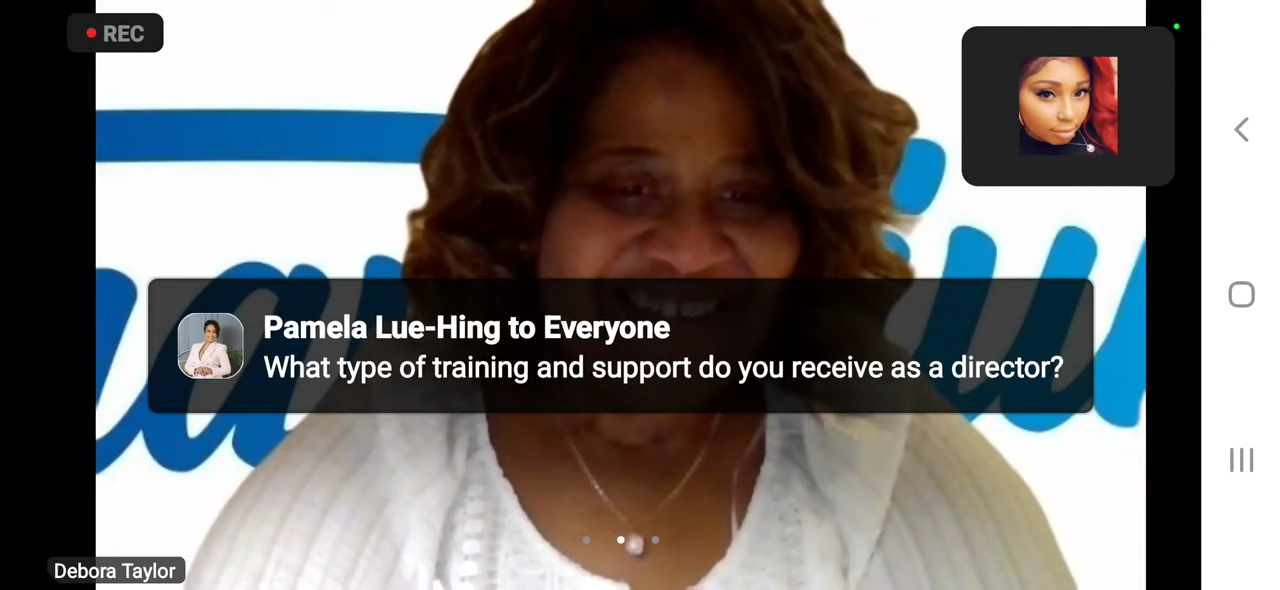 REC
Pamela Lue-Hing to Everyone
What type of training and support do you receive as a director?
Debora Taylor